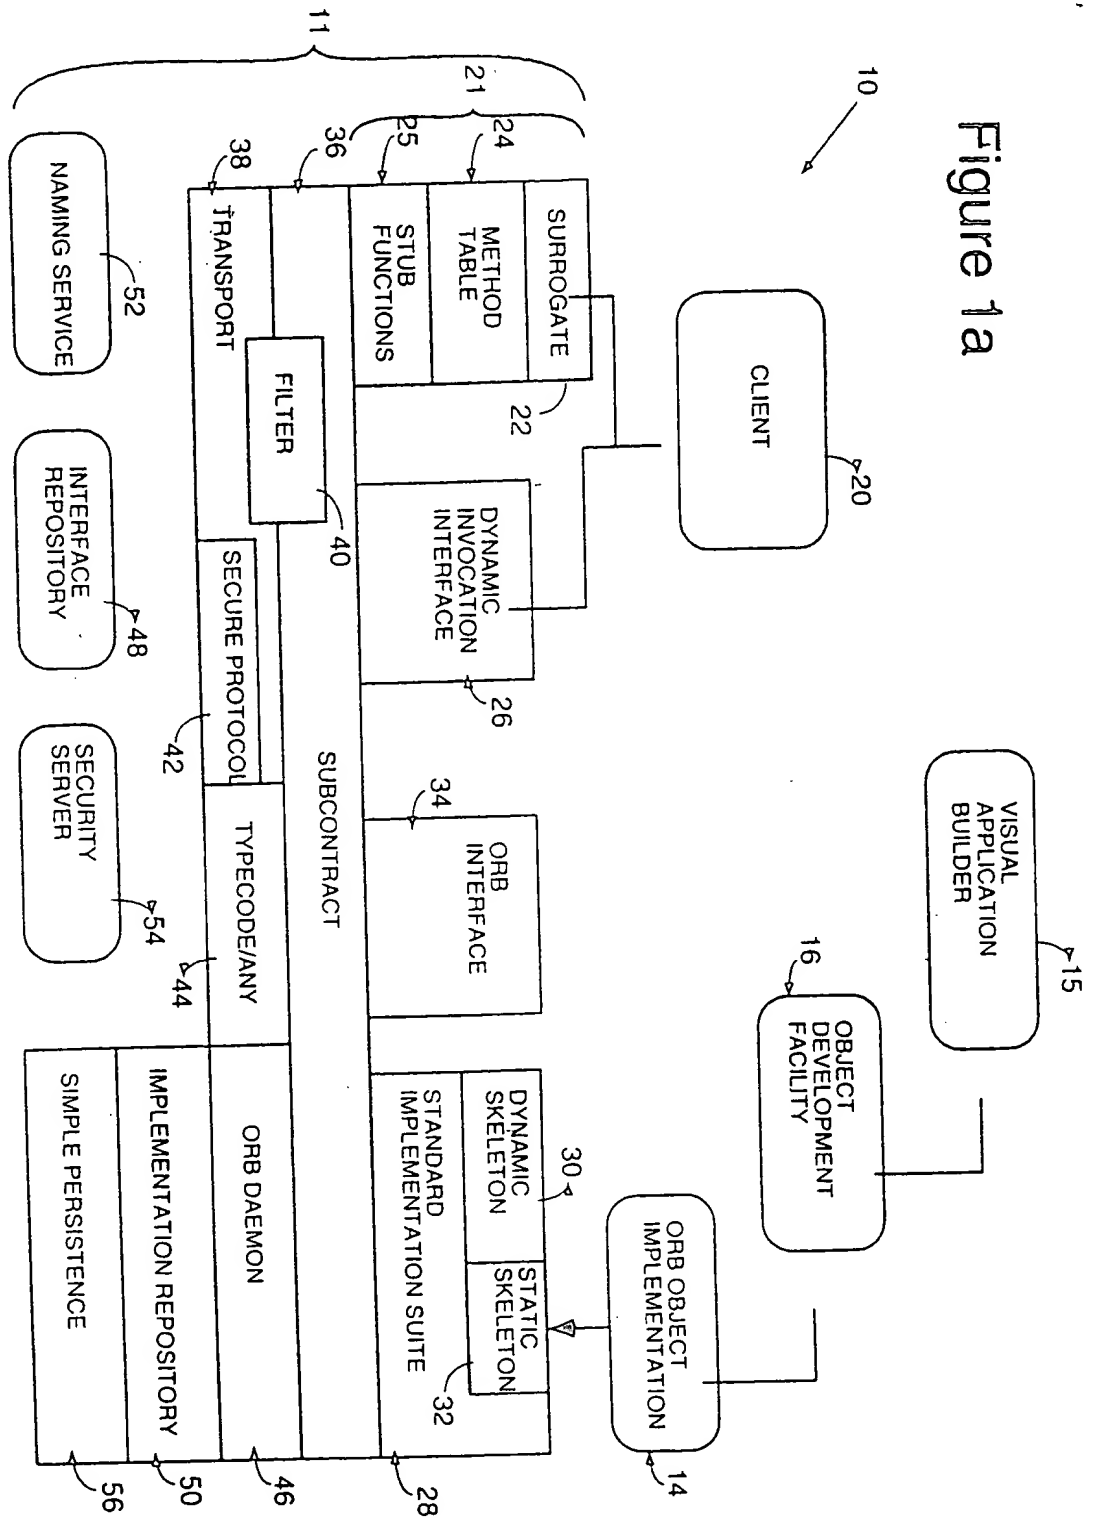 Figure 1a
10
11
21
CLIENT
20
VISUAL
APPLICATION
BUILDER
15
16
OBJECT
DEVELOPMENT
FACILITY
ORB OBJECT
IMPLEMENTATION
14
SURROGATE
22
24
METHOD
TABLE
25
STUB
FUNCTIONS
DYNAMIC
INVOCATION
INTERFACE
26
34
ORB
INTERFACE
DYNAMIC
SKELETON
30
STATIC
SKELETON
32
STANDARD
IMPLEMENTATION SUITE
28
36
SUBCONTRACT
38
TRANSPORT
FILTER
40
SECURE PROTOCOL
42
TYPECODE/ANY
44
ORB DAEMON
46
IMPLEMENTATION REPOSITORY
50
SIMPLE PERSISTENCE
56
NAMING SERVICE
52
INTERFACE
REPOSITORY
48
SECURITY
SERVER
54